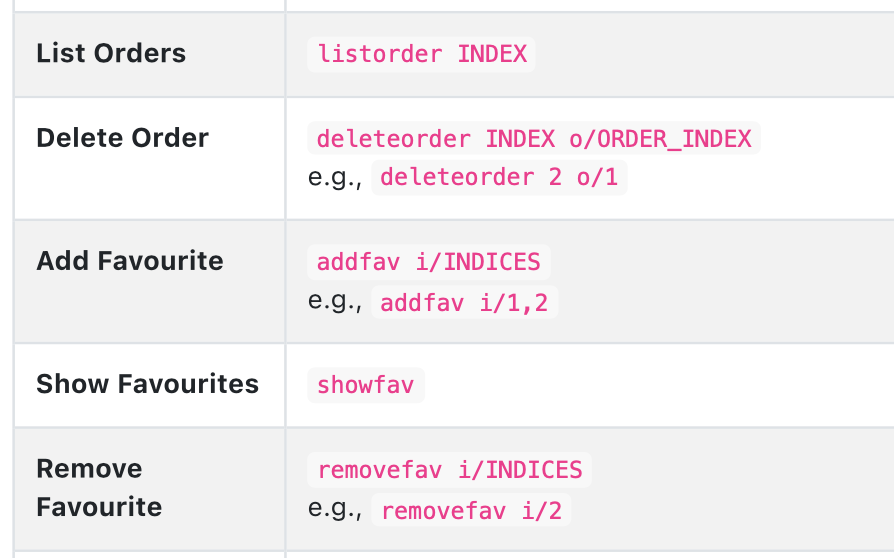 List Orders
listorder INDEX
Delete Order
deleteorder INDEX o/ORDER_INDEX
e.g., deleteorder 2 o/1
Add Favourite
addfav i/INDICES
e.g., addfav i/1,2
Show Favourites
showfav
Remove
Favourite
removefav i/INDICES
e.g., removefav i/2